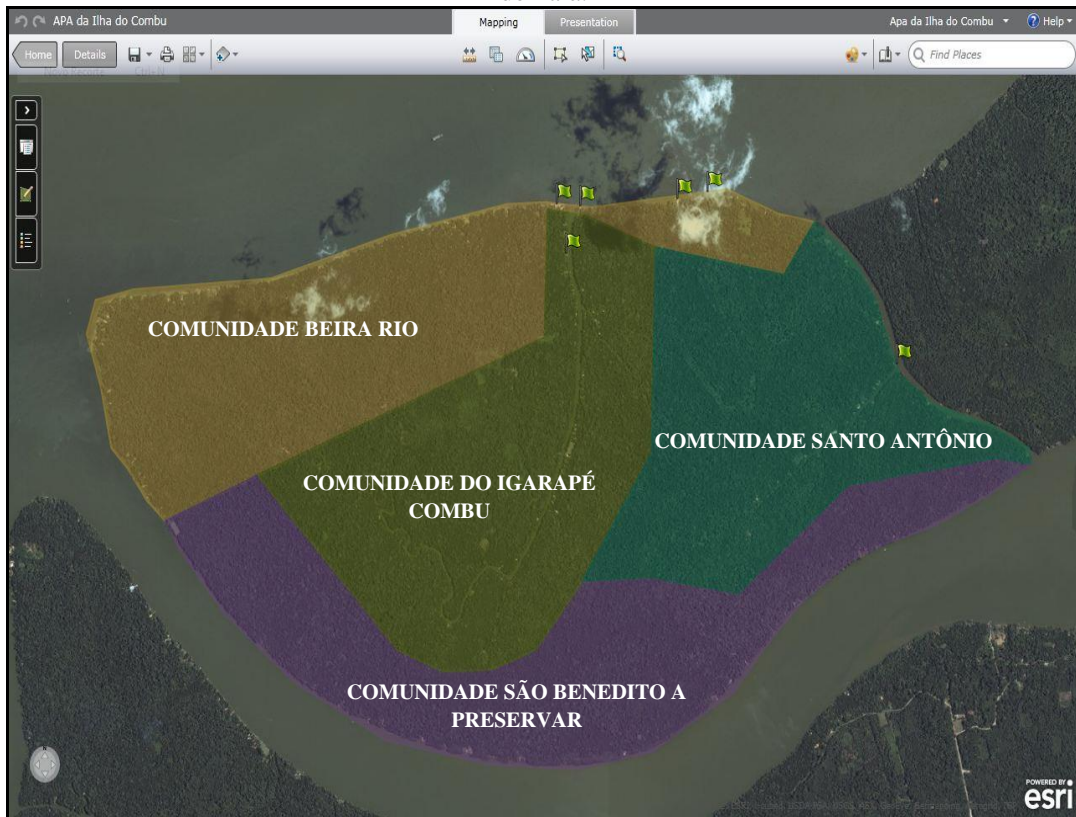 APA da Ilha do Combu
Mapping
Presentation
Apa da Ilha do Combu
Help
Home
Details
Find Places
Ctrl+N
COMUNIDADE BEIRA RIO
COMUNIDADE SANTO ANTÔNIO
COMUNIDADE DO IGARAPÉ
COMBU
COMUNIDADE SÃO BENEDITO A
PRESERVAR
N
POWERED BY
esri